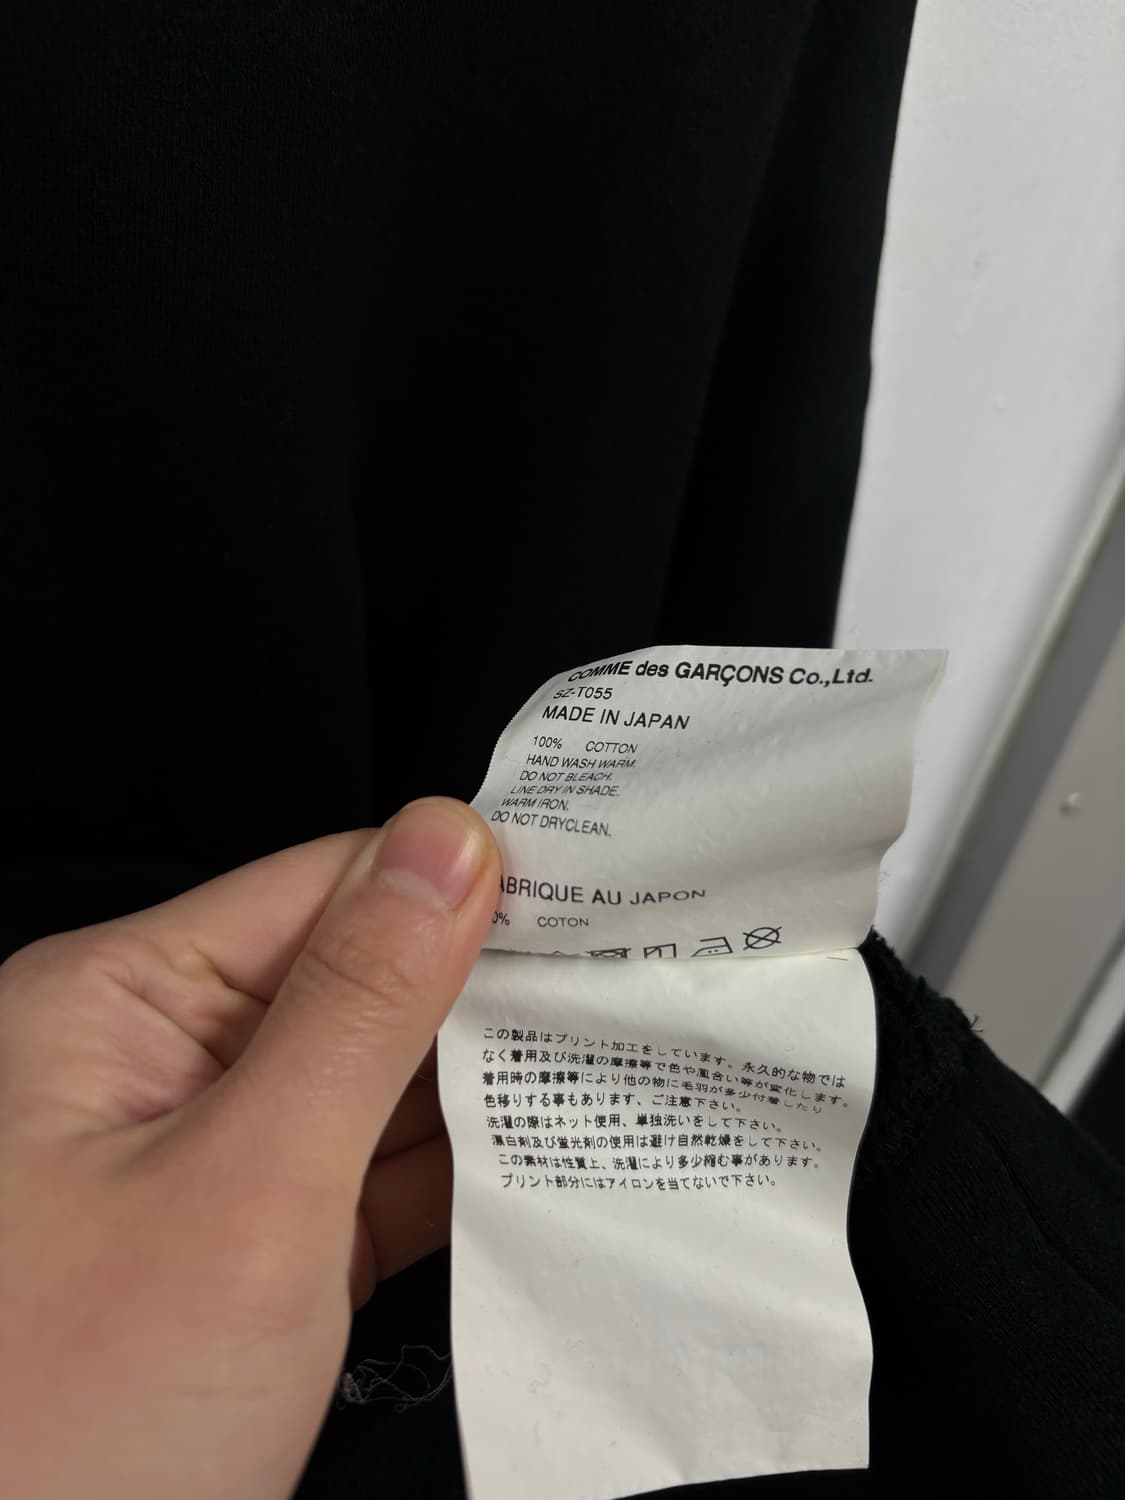 COMME des GARÇONS Co.,Ltd.
SZ-T055
MADE IN JAPAN
100% COTTON
HAND WASH WARM.
DO NOT BLEACH.
LINE DRY IN SHADE.
WARM IRON.
DO NOT DRYCLEAN.
ABRIQUE AU JAPON
0% COTON
この製品はプリント加工をしています。永久的な物では
なく着用及び洗濯の摩擦等で色や風合い等が変化します。
着用時の摩擦等により他の物に毛羽が多少付着したり
色移りする事もあります、ご注意下さい。
洗濯の際はネット使用、単独洗いをして下さい。
漂白剤及び蛍光剤の使用は避け自然乾燥をして下さい。
この素材は性質上、洗濯により多少縮む事があります。
プリント部分にはアイロンを当てないで下さい。